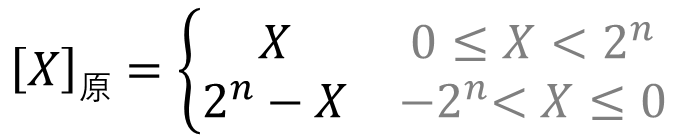 [X]原 = { X 0 ≤ X < 2ⁿ
2ⁿ − X −2ⁿ< X ≤ 0